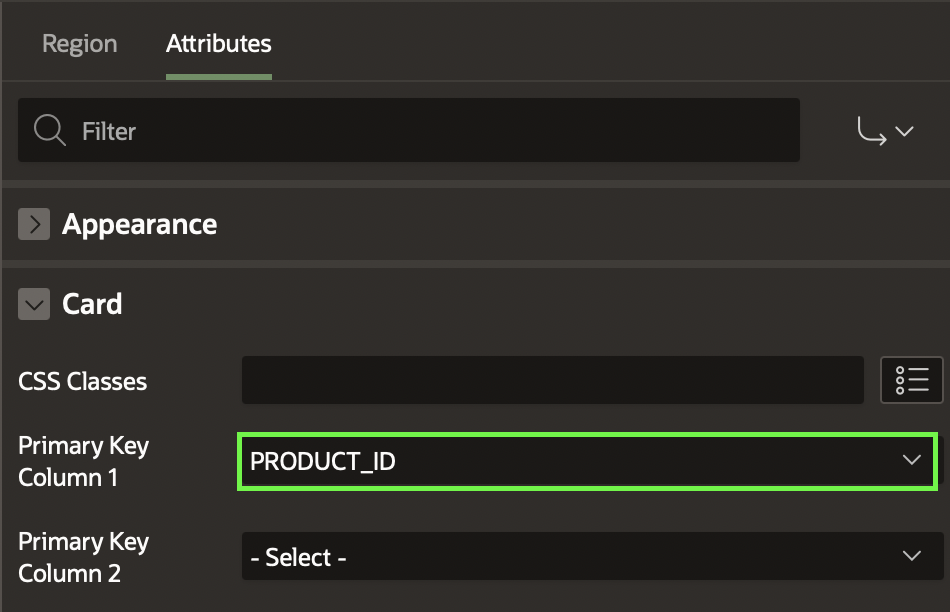 Region Attributes
Filter
Appearance
Card
CSS Classes
Primary Key
Column 1
PRODUCT_ID
Primary Key
Column 2
- Select -